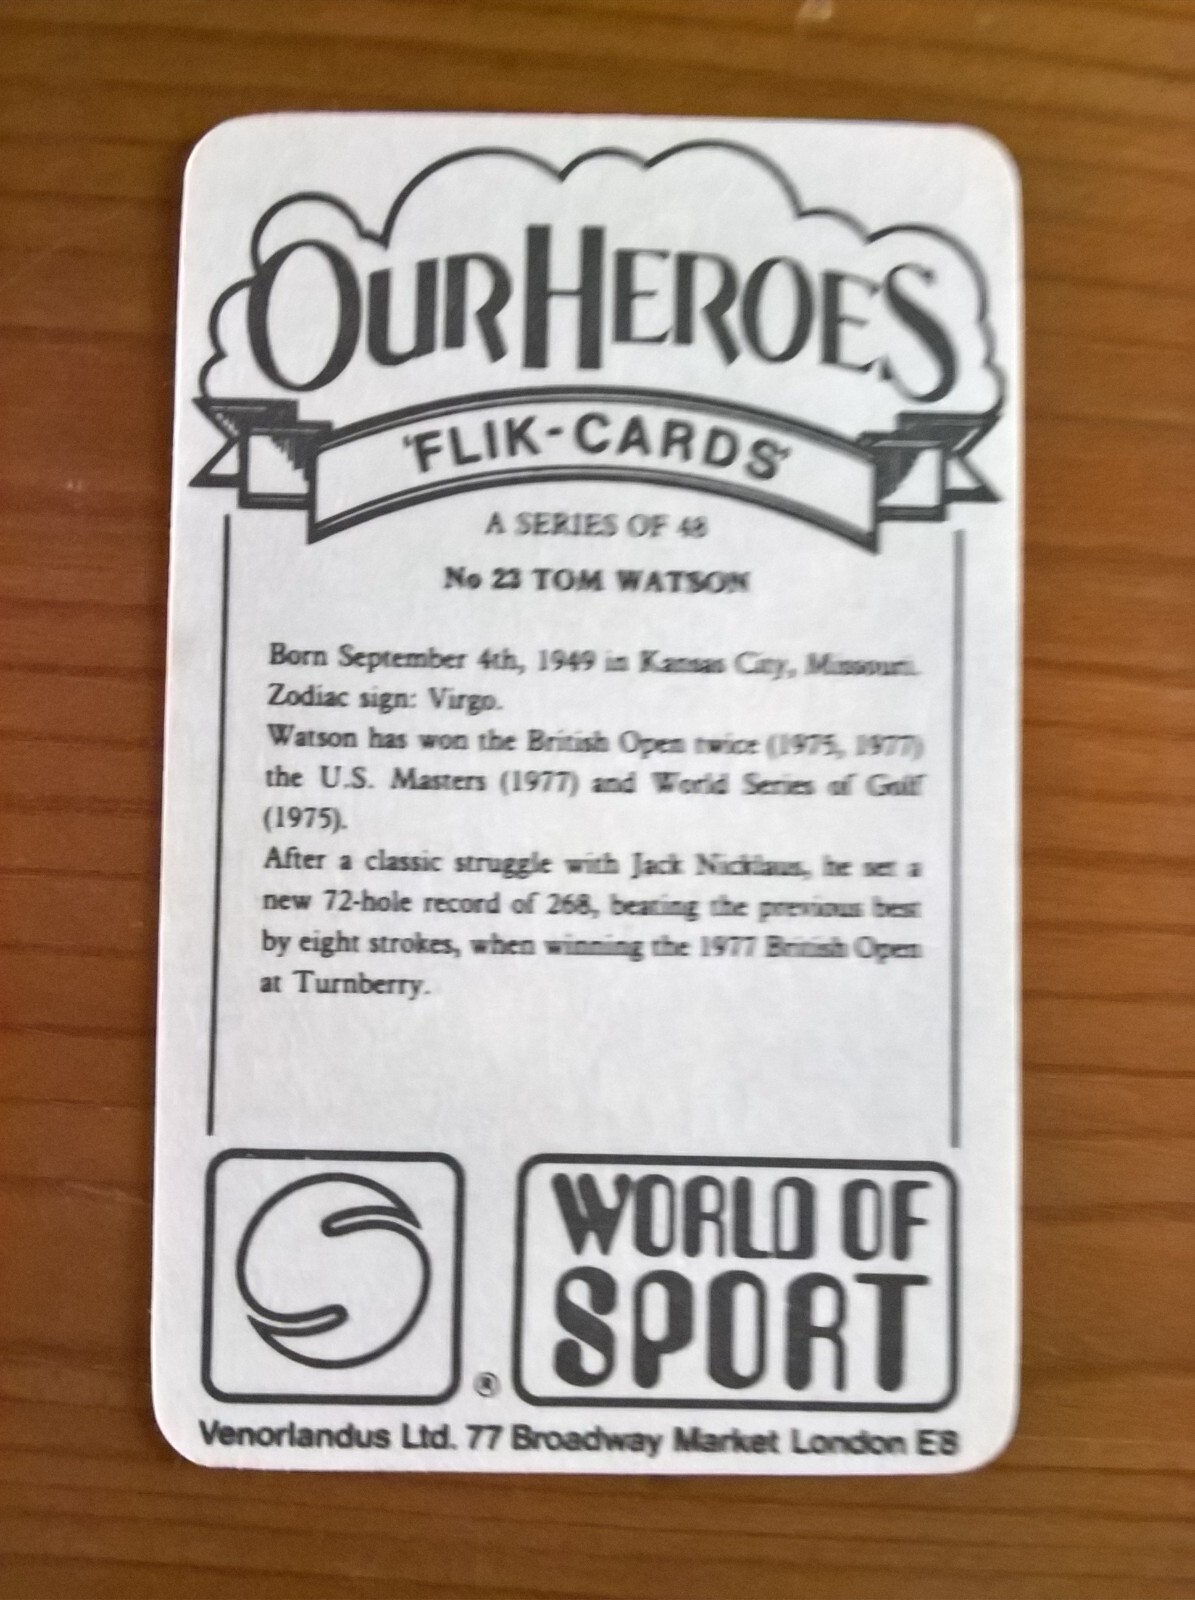 OUR HEROES
'FLIK-CARDS'
A SERIES OF 48
No 23 TOM WATSON
Born September 4th, 1949 in Kansas City, Missouri.
Zodiac sign: Virgo.
Watson has won the British Open twice (1975, 1977)
the U.S. Masters (1977) and World Series of Golf
(1975).
After a classic struggle with Jack Nicklaus, he set a
new 72-hole record of 268, beating the previous best
by eight strokes, when winning the 1977 British Open
at Turnberry.
®
WORLD OF
SPORT
Venorlandus Ltd. 77 Broadway Market London E8